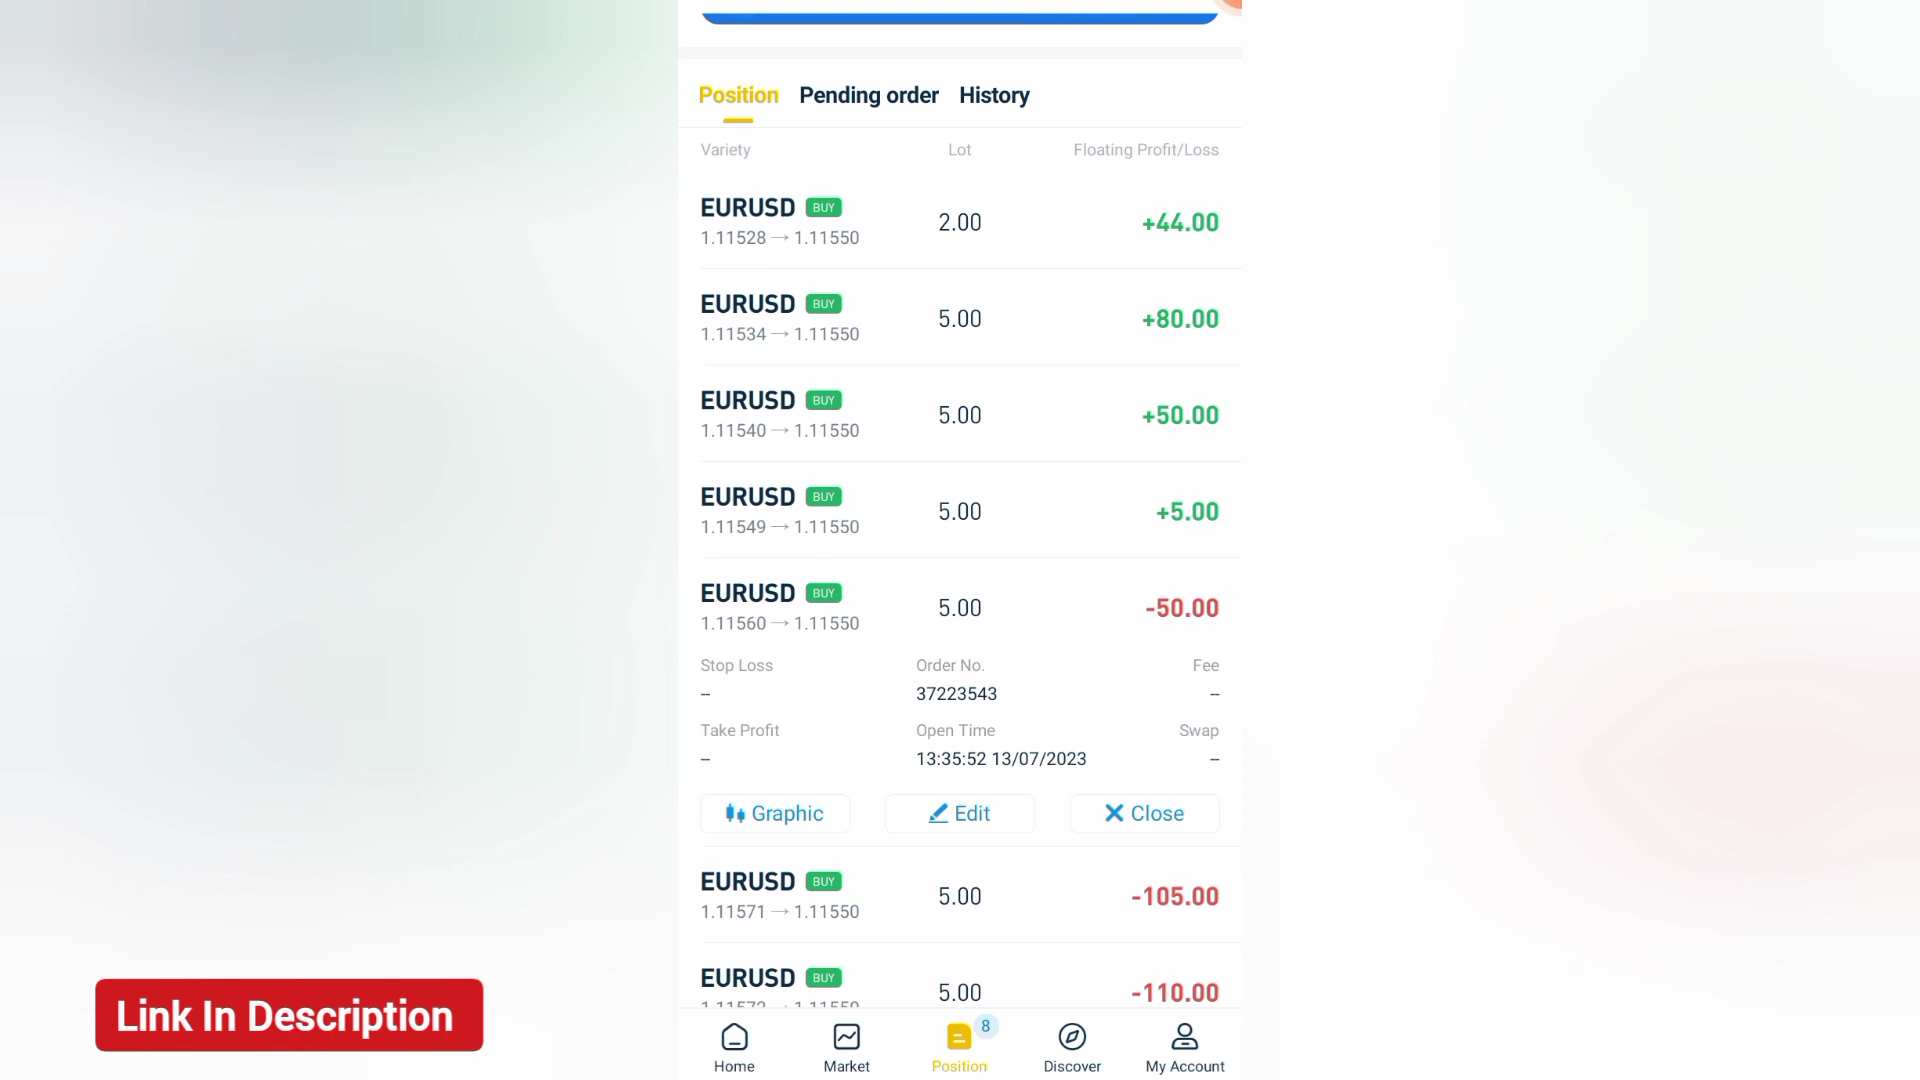 Position Pending order History
Variety Lot Floating Profit/Loss
EURUSD BUY
2.00 +44.00
1.11528 → 1.11550
EURUSD BUY
5.00 +80.00
1.11534 → 1.11550
EURUSD BUY
5.00 +50.00
1.11540 → 1.11550
EURUSD BUY
5.00 +5.00
1.11549 → 1.11550
EURUSD BUY
5.00 -50.00
1.11560 → 1.11550
Stop Loss Order No. Fee
-- 37223543 --
Take Profit Open Time Swap
-- 13:35:52 13/07/2023 --
Graphic Edit Close
EURUSD BUY
5.00 -105.00
1.11571 → 1.11550
EURUSD BUY
5.00 -110.00
1.11572 → 1.11550
8
Home Market Position Discover My Account
Link In Description